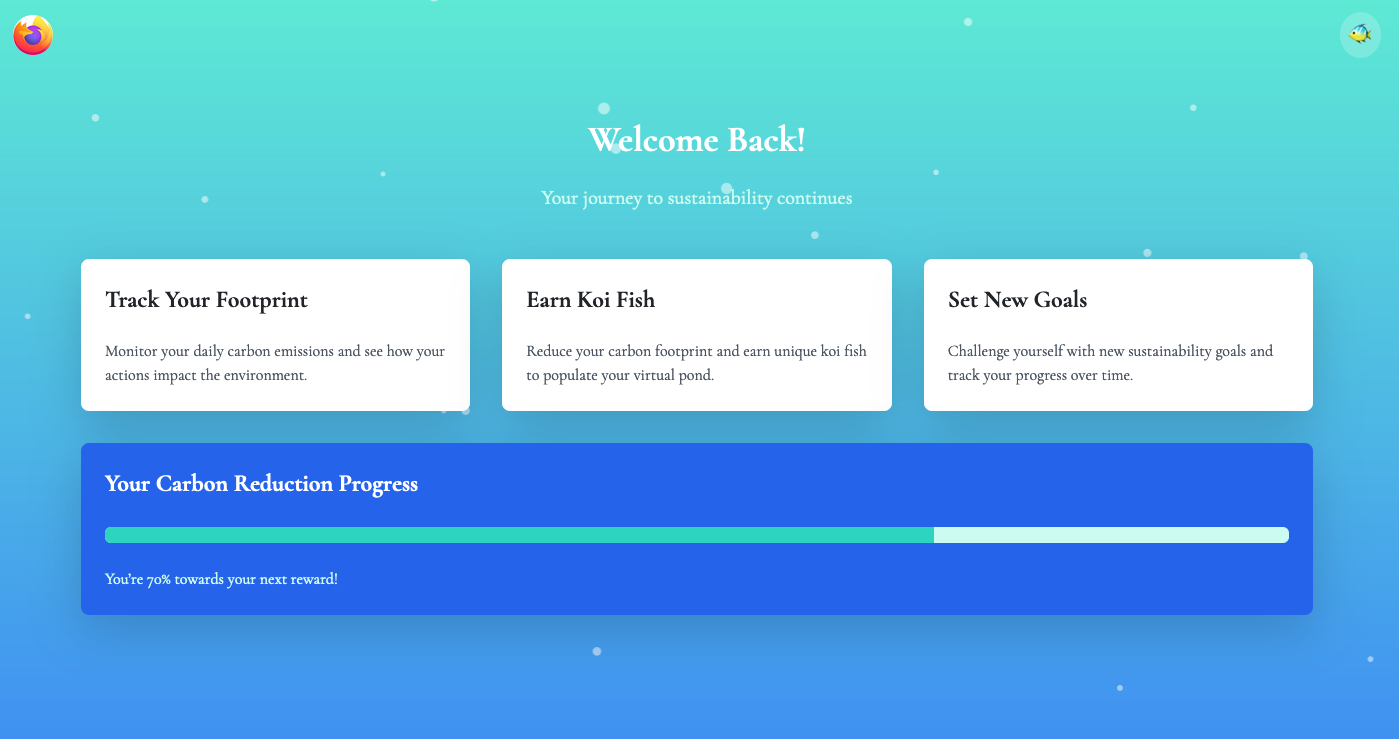 Welcome Back!
Your journey to sustainability continues
Track Your Footprint
Monitor your daily carbon emissions and see how your
actions impact the environment.
Earn Koi Fish
Reduce your carbon footprint and earn unique koi fish
to populate your virtual pond.
Set New Goals
Challenge yourself with new sustainability goals and
track your progress over time.
Your Carbon Reduction Progress
You're 70% towards your next reward!